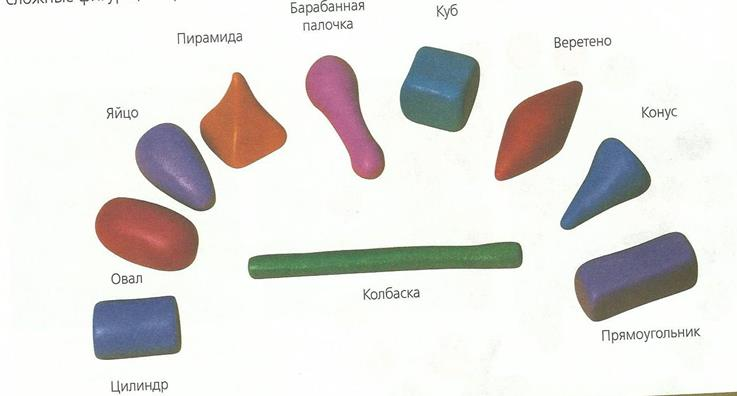 Барабанная
палочка
Куб
Пирамида
Веретено
Яйцо
Конус
Овал
Колбаска
Прямоугольник
Цилиндр